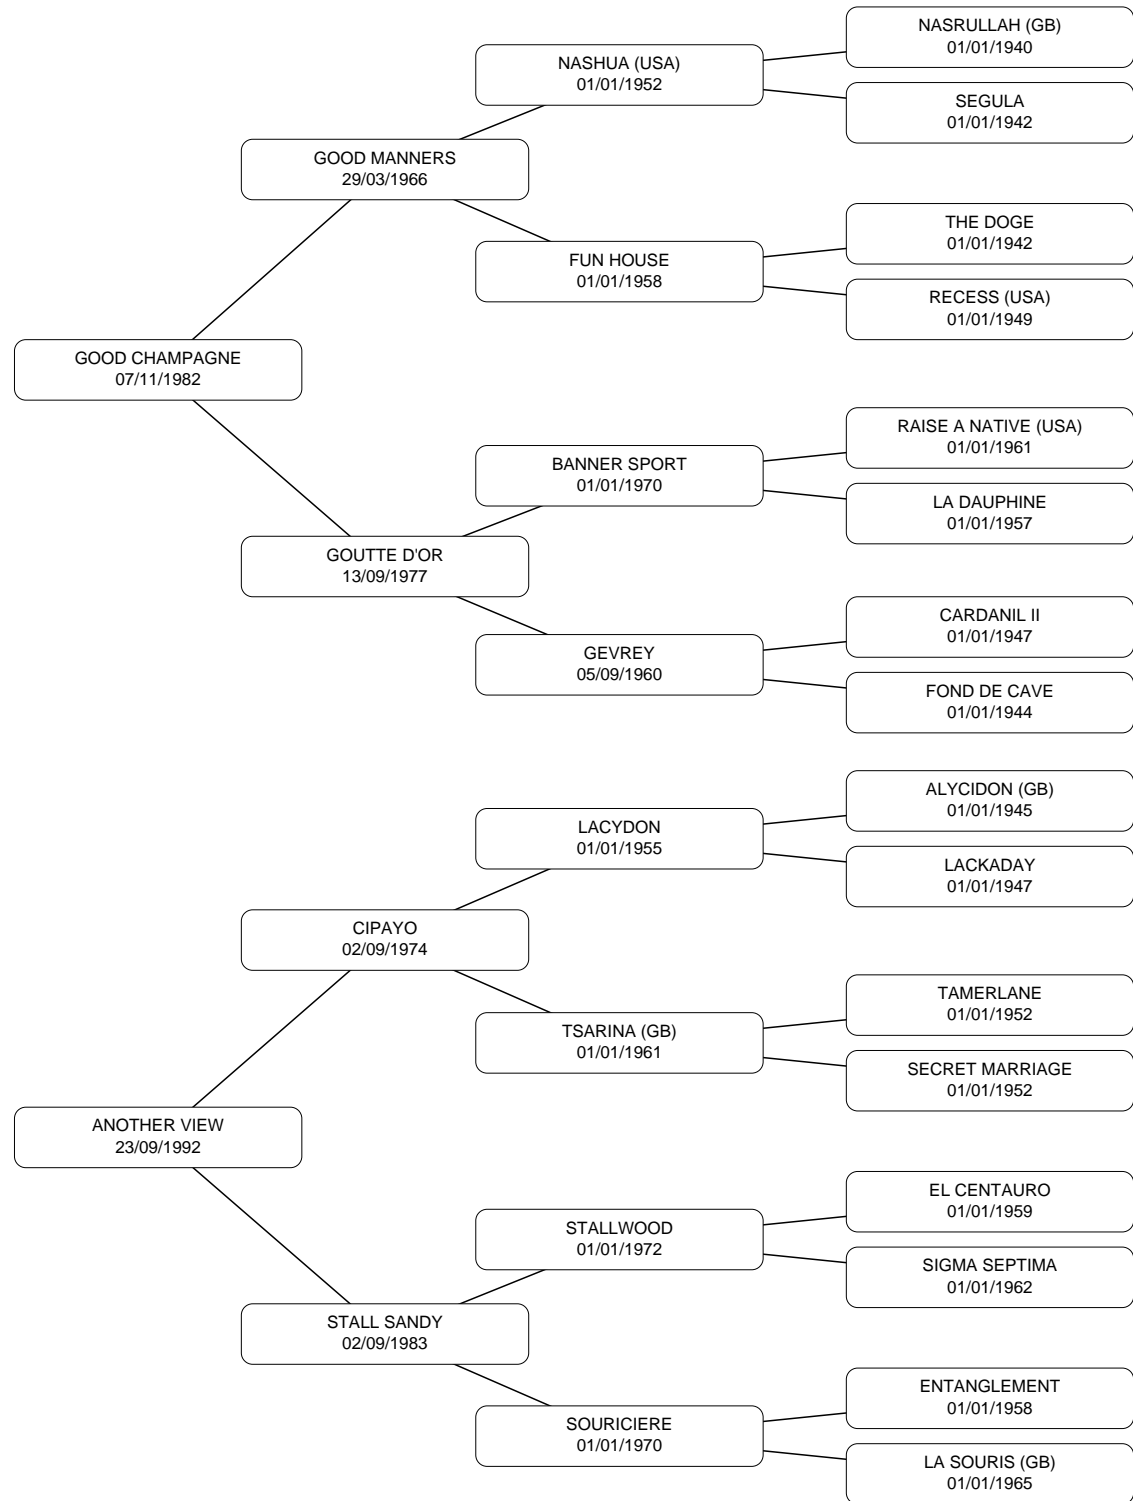 NASRULLAH (GB)
01/01/1940
NASHUA (USA)
01/01/1952
SEGULA
01/01/1942
GOOD MANNERS
29/03/1966
THE DOGE
01/01/1942
FUN HOUSE
01/01/1958
RECESS (USA)
01/01/1949
GOOD CHAMPAGNE
07/11/1982
RAISE A NATIVE (USA)
01/01/1961
BANNER SPORT
01/01/1970
LA DAUPHINE
01/01/1957
GOUTTE D'OR
13/09/1977
CARDANIL II
01/01/1947
GEVREY
05/09/1960
FOND DE CAVE
01/01/1944
ALYCIDON (GB)
01/01/1945
LACYDON
01/01/1955
LACKADAY
01/01/1947
CIPAYO
02/09/1974
TAMERLANE
01/01/1952
TSARINA (GB)
01/01/1961
SECRET MARRIAGE
01/01/1952
ANOTHER VIEW
23/09/1992
EL CENTAURO
01/01/1959
STALLWOOD
01/01/1972
SIGMA SEPTIMA
01/01/1962
STALL SANDY
02/09/1983
ENTANGLEMENT
01/01/1958
SOURICIERE
01/01/1970
LA SOURIS (GB)
01/01/1965